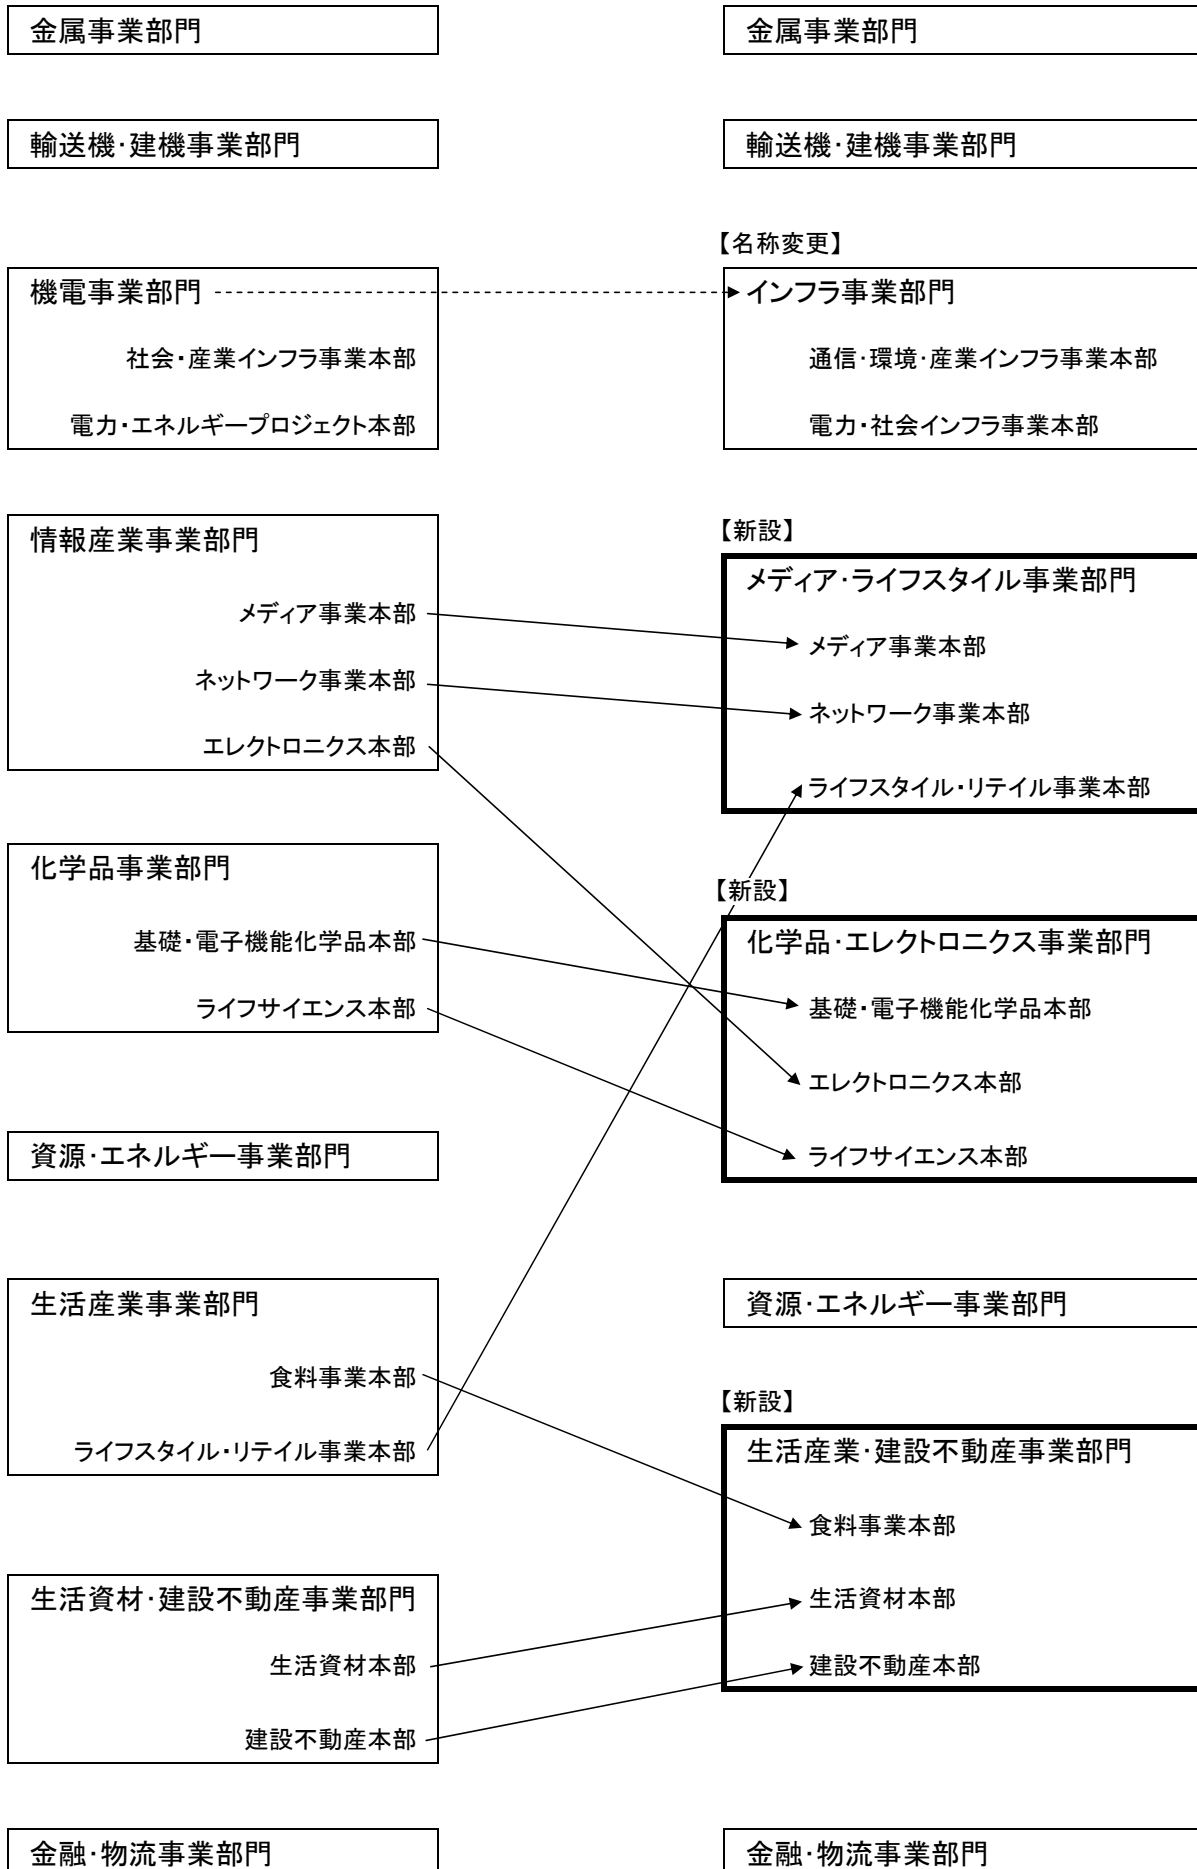 金属事業部門
輸送機･建機事業部門
機電事業部門
社会・産業インフラ事業本部
電力・エネルギープロジェクト本部
情報産業事業部門
メディア事業本部
ネットワーク事業本部
エレクトロニクス本部
化学品事業部門
基礎・電子機能化学品本部
ライフサイエンス本部
資源･エネルギー事業部門
生活産業事業部門
食料事業本部
ライフスタイル・リテイル事業本部
生活資材･建設不動産事業部門
生活資材本部
建設不動産本部
金融･物流事業部門
金属事業部門
輸送機･建機事業部門
【名称変更】
インフラ事業部門
通信･環境･産業インフラ事業本部
電力・社会インフラ事業本部
【新設】
メディア･ライフスタイル事業部門
メディア事業本部
ネットワーク事業本部
ライフスタイル・リテイル事業本部
【新設】
化学品･エレクトロニクス事業部門
基礎・電子機能化学品本部
エレクトロニクス本部
ライフサイエンス本部
資源･エネルギー事業部門
【新設】
生活産業･建設不動産事業部門
食料事業本部
生活資材本部
建設不動産本部
金融･物流事業部門